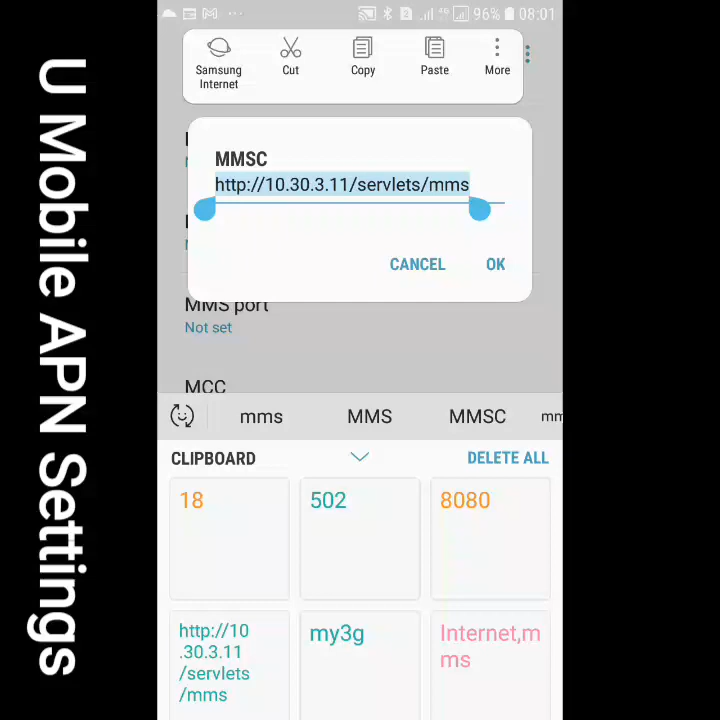 U Mobile APN Settings
96% 08:01
Samsung
Internet
Cut
Copy
Paste
More
MMSC
http://10.30.3.11/servlets/mms
CANCEL
OK
MMS port
Not set
MCC
mms
MMS
MMSC
CLIPBOARD
DELETE ALL
18
502
8080
http://10
.30.3.11
/servlets
/mms
my3g
Internet,m
ms